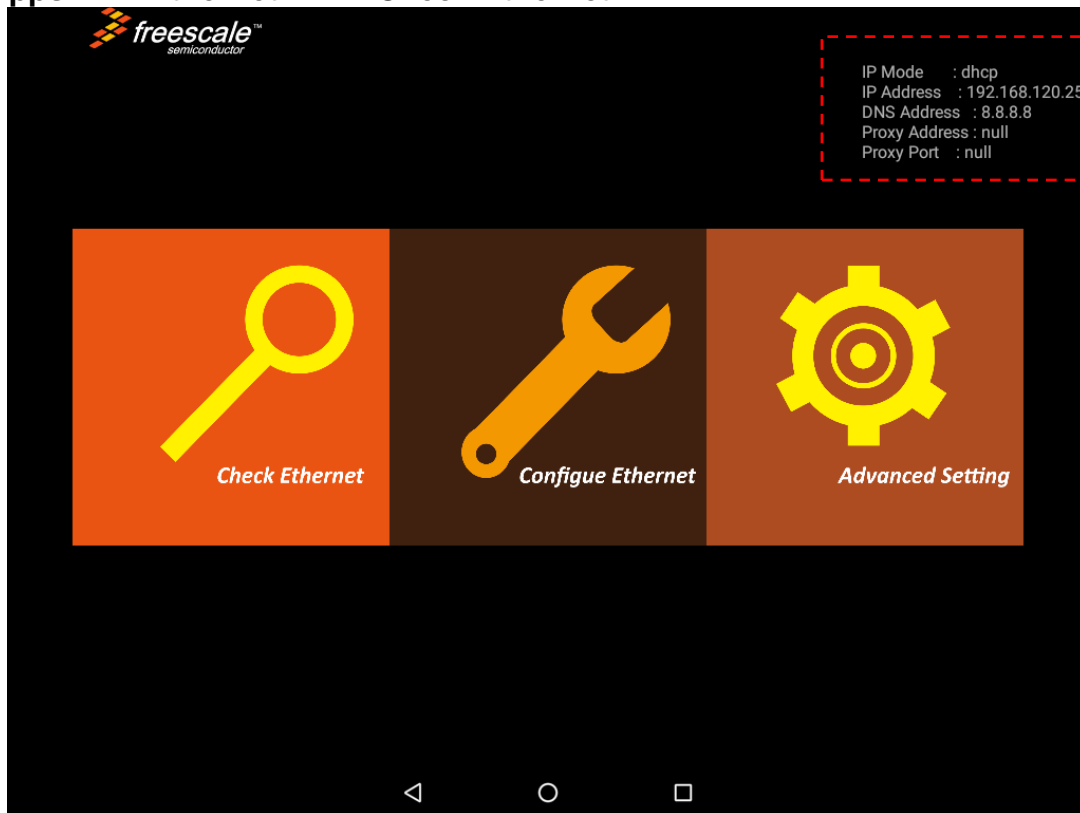 freescale™
semiconductor
IP Mode : dhcp
IP Address : 192.168.120.25
DNS Address : 8.8.8.8
Proxy Address : null
Proxy Port : null
Check Ethernet
Configue Ethernet
Advanced Setting